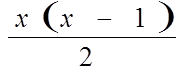 x (x - 1)
2